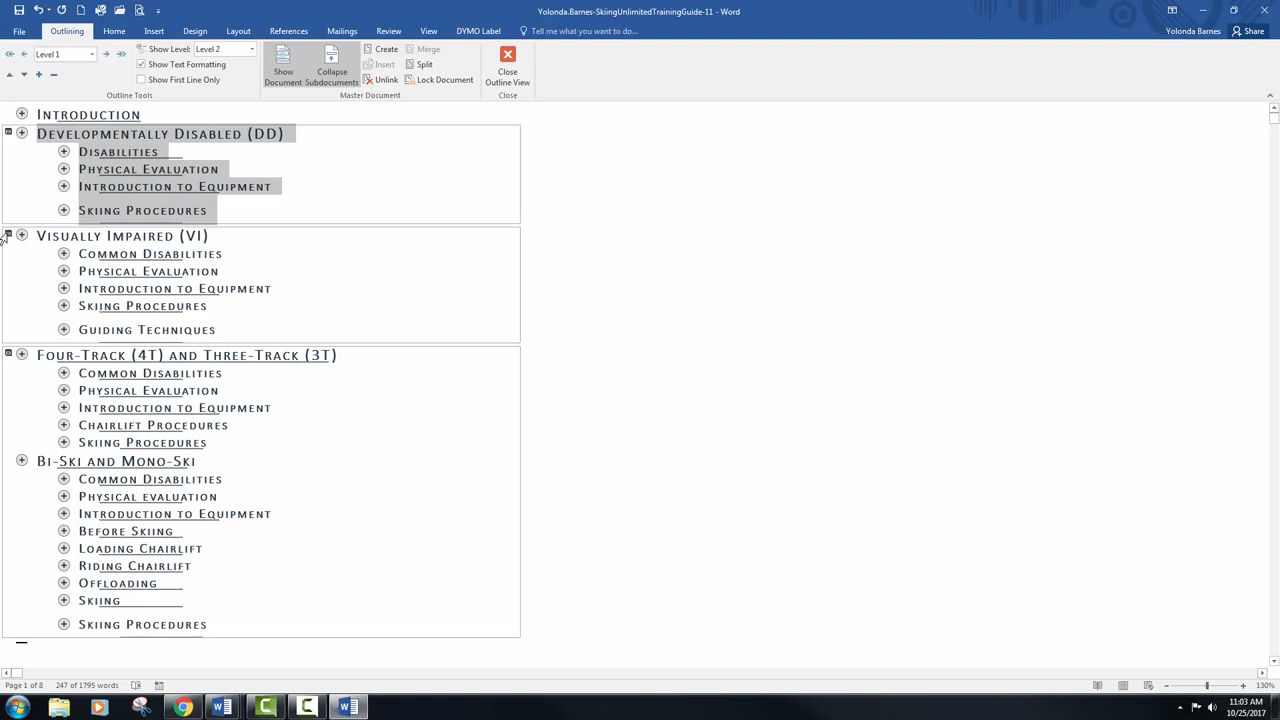 Yolonda.Barnes-SkiingUnlimitedTrainingGuide-11 - Word
File Outlining Home Insert Design Layout References Mailings Review View DYMO Label Tell me what you want to do... Yolonda Barnes Share
Level 1 Show Level: Level 2
Show Text Formatting
Show First Line Only
Outline Tools
Show Document
Collapse Subdocuments
Create Merge
Insert Split
Unlink Lock Document
Master Document
Close Outline View
Close
Introduction
Developmentally Disabled (DD)
Disabilities
Physical Evaluation
Introduction to Equipment
Skiing Procedures
Visually Impaired (VI)
Common Disabilities
Physical Evaluation
Introduction to Equipment
Skiing Procedures
Guiding Techniques
Four-Track (4T) and Three-Track (3T)
Common Disabilities
Physical Evaluation
Introduction to Equipment
Chairlift Procedures
Skiing Procedures
Bi-Ski and Mono-Ski
Common Disabilities
Physical evaluation
Introduction to Equipment
Before Skiing
Loading Chairlift
Riding Chairlift
Offloading
Skiing
Skiing Procedures
Page 1 of 8 247 of 1795 words 130%
11:03 AM
10/25/2017